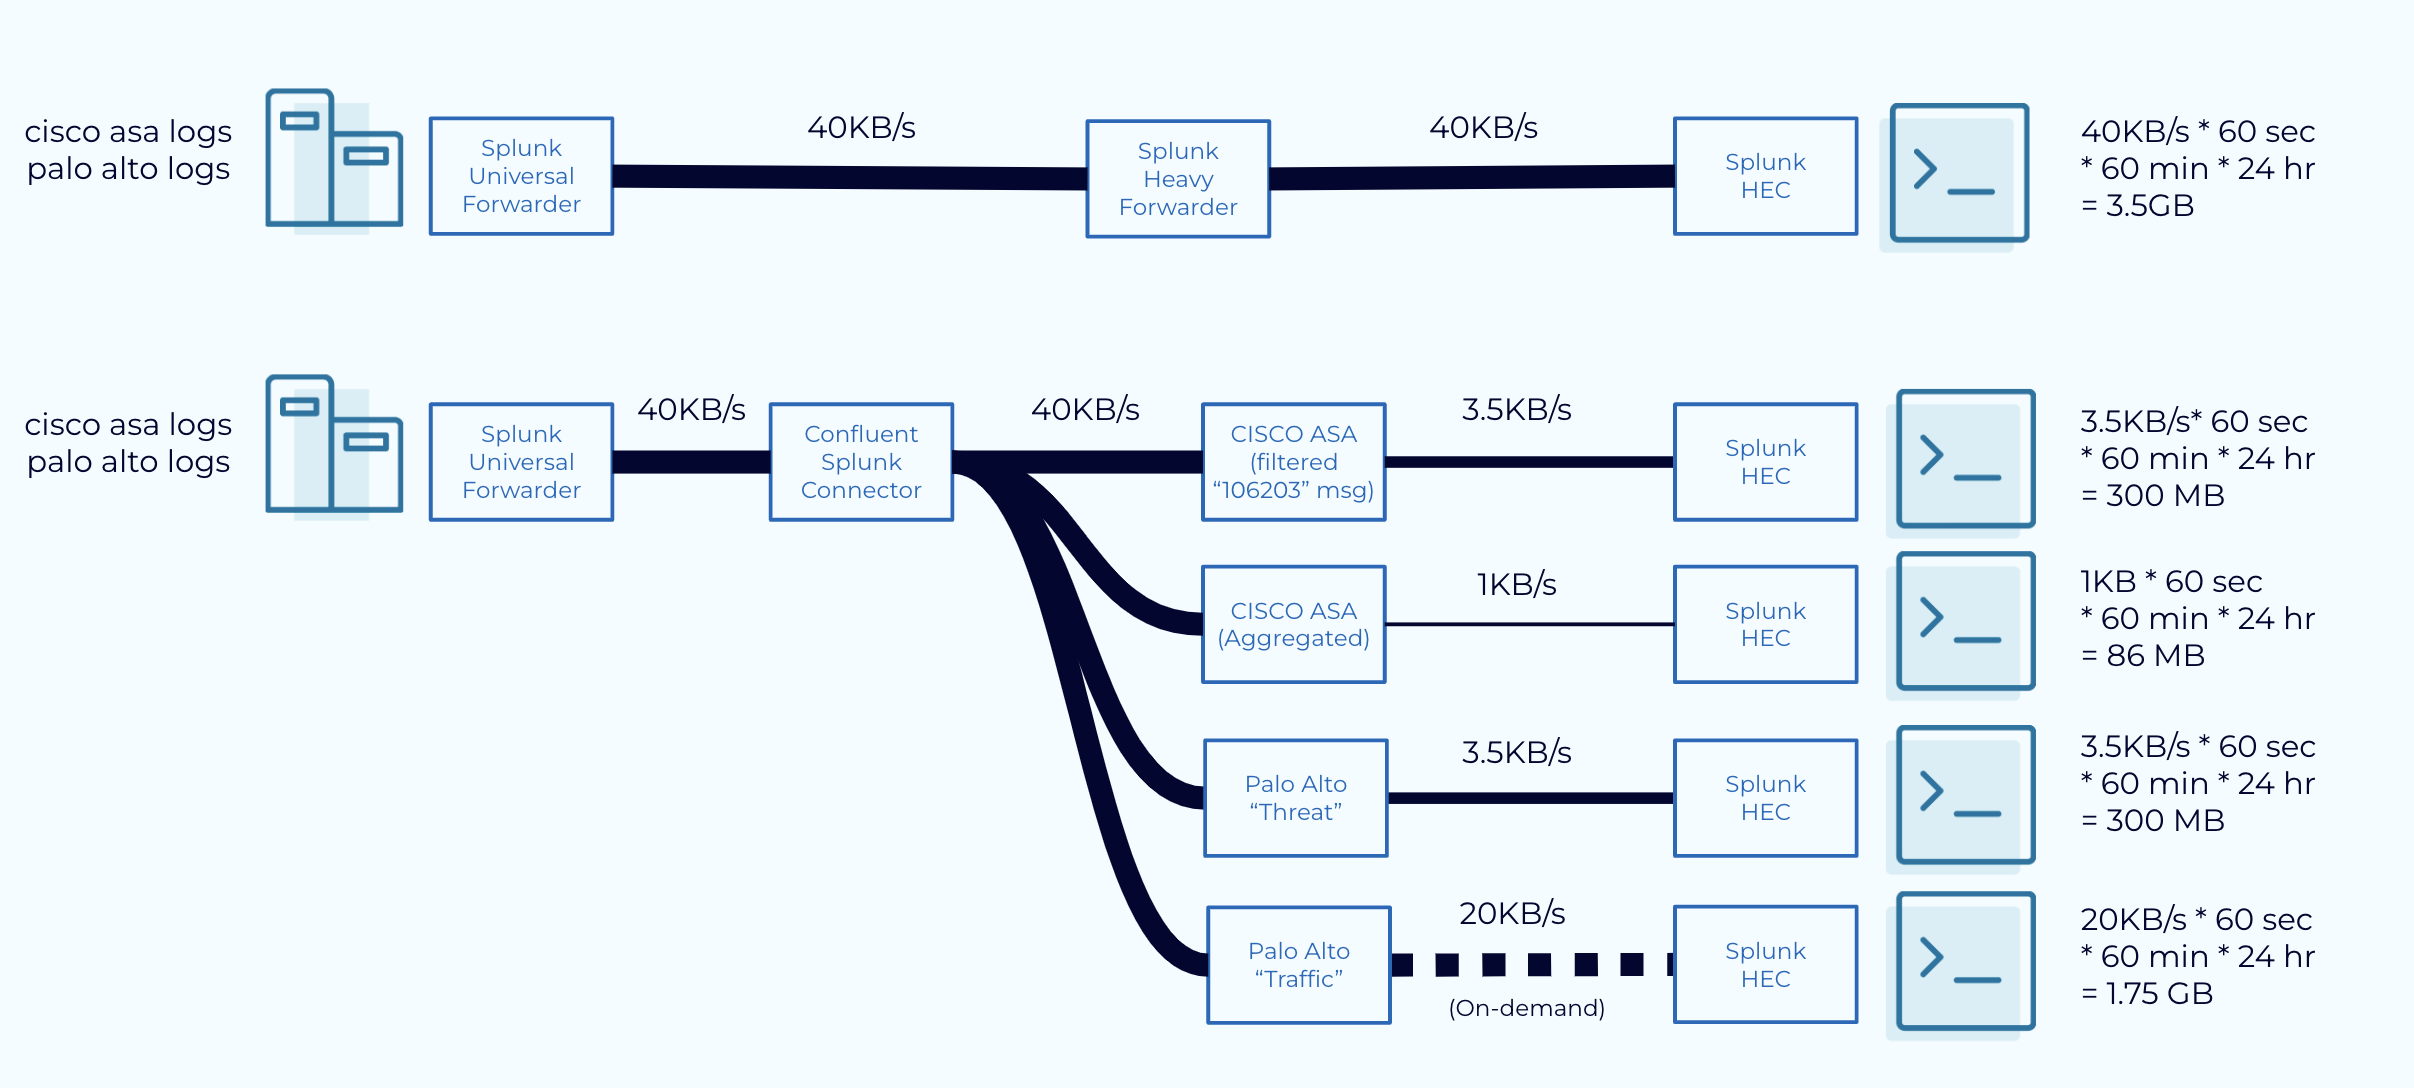 cisco asa logs
palo alto logs
Splunk
Universal
Forwarder
40KB/s
Splunk
Heavy
Forwarder
40KB/s
Splunk
HEC
40KB/s * 60 sec
* 60 min * 24 hr
= 3.5GB
cisco asa logs
palo alto logs
Splunk
Universal
Forwarder
40KB/s
Confluent
Splunk
Connector
40KB/s
CISCO ASA
(filtered
“106203” msg)
3.5KB/s
Splunk
HEC
3.5KB/s* 60 sec
* 60 min * 24 hr
= 300 MB
CISCO ASA
(Aggregated)
1KB/s
Splunk
HEC
1KB * 60 sec
* 60 min * 24 hr
= 86 MB
Palo Alto
“Threat”
3.5KB/s
Splunk
HEC
3.5KB/s * 60 sec
* 60 min * 24 hr
= 300 MB
Palo Alto
“Traffic”
20KB/s
(On-demand)
Splunk
HEC
20KB/s * 60 sec
* 60 min * 24 hr
= 1.75 GB